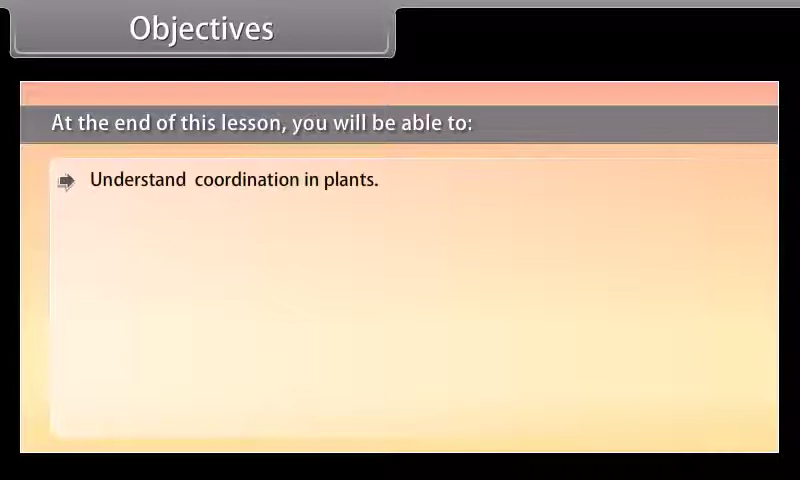 Objectives
At the end of this lesson, you will be able to:
Understand  coordination in plants.